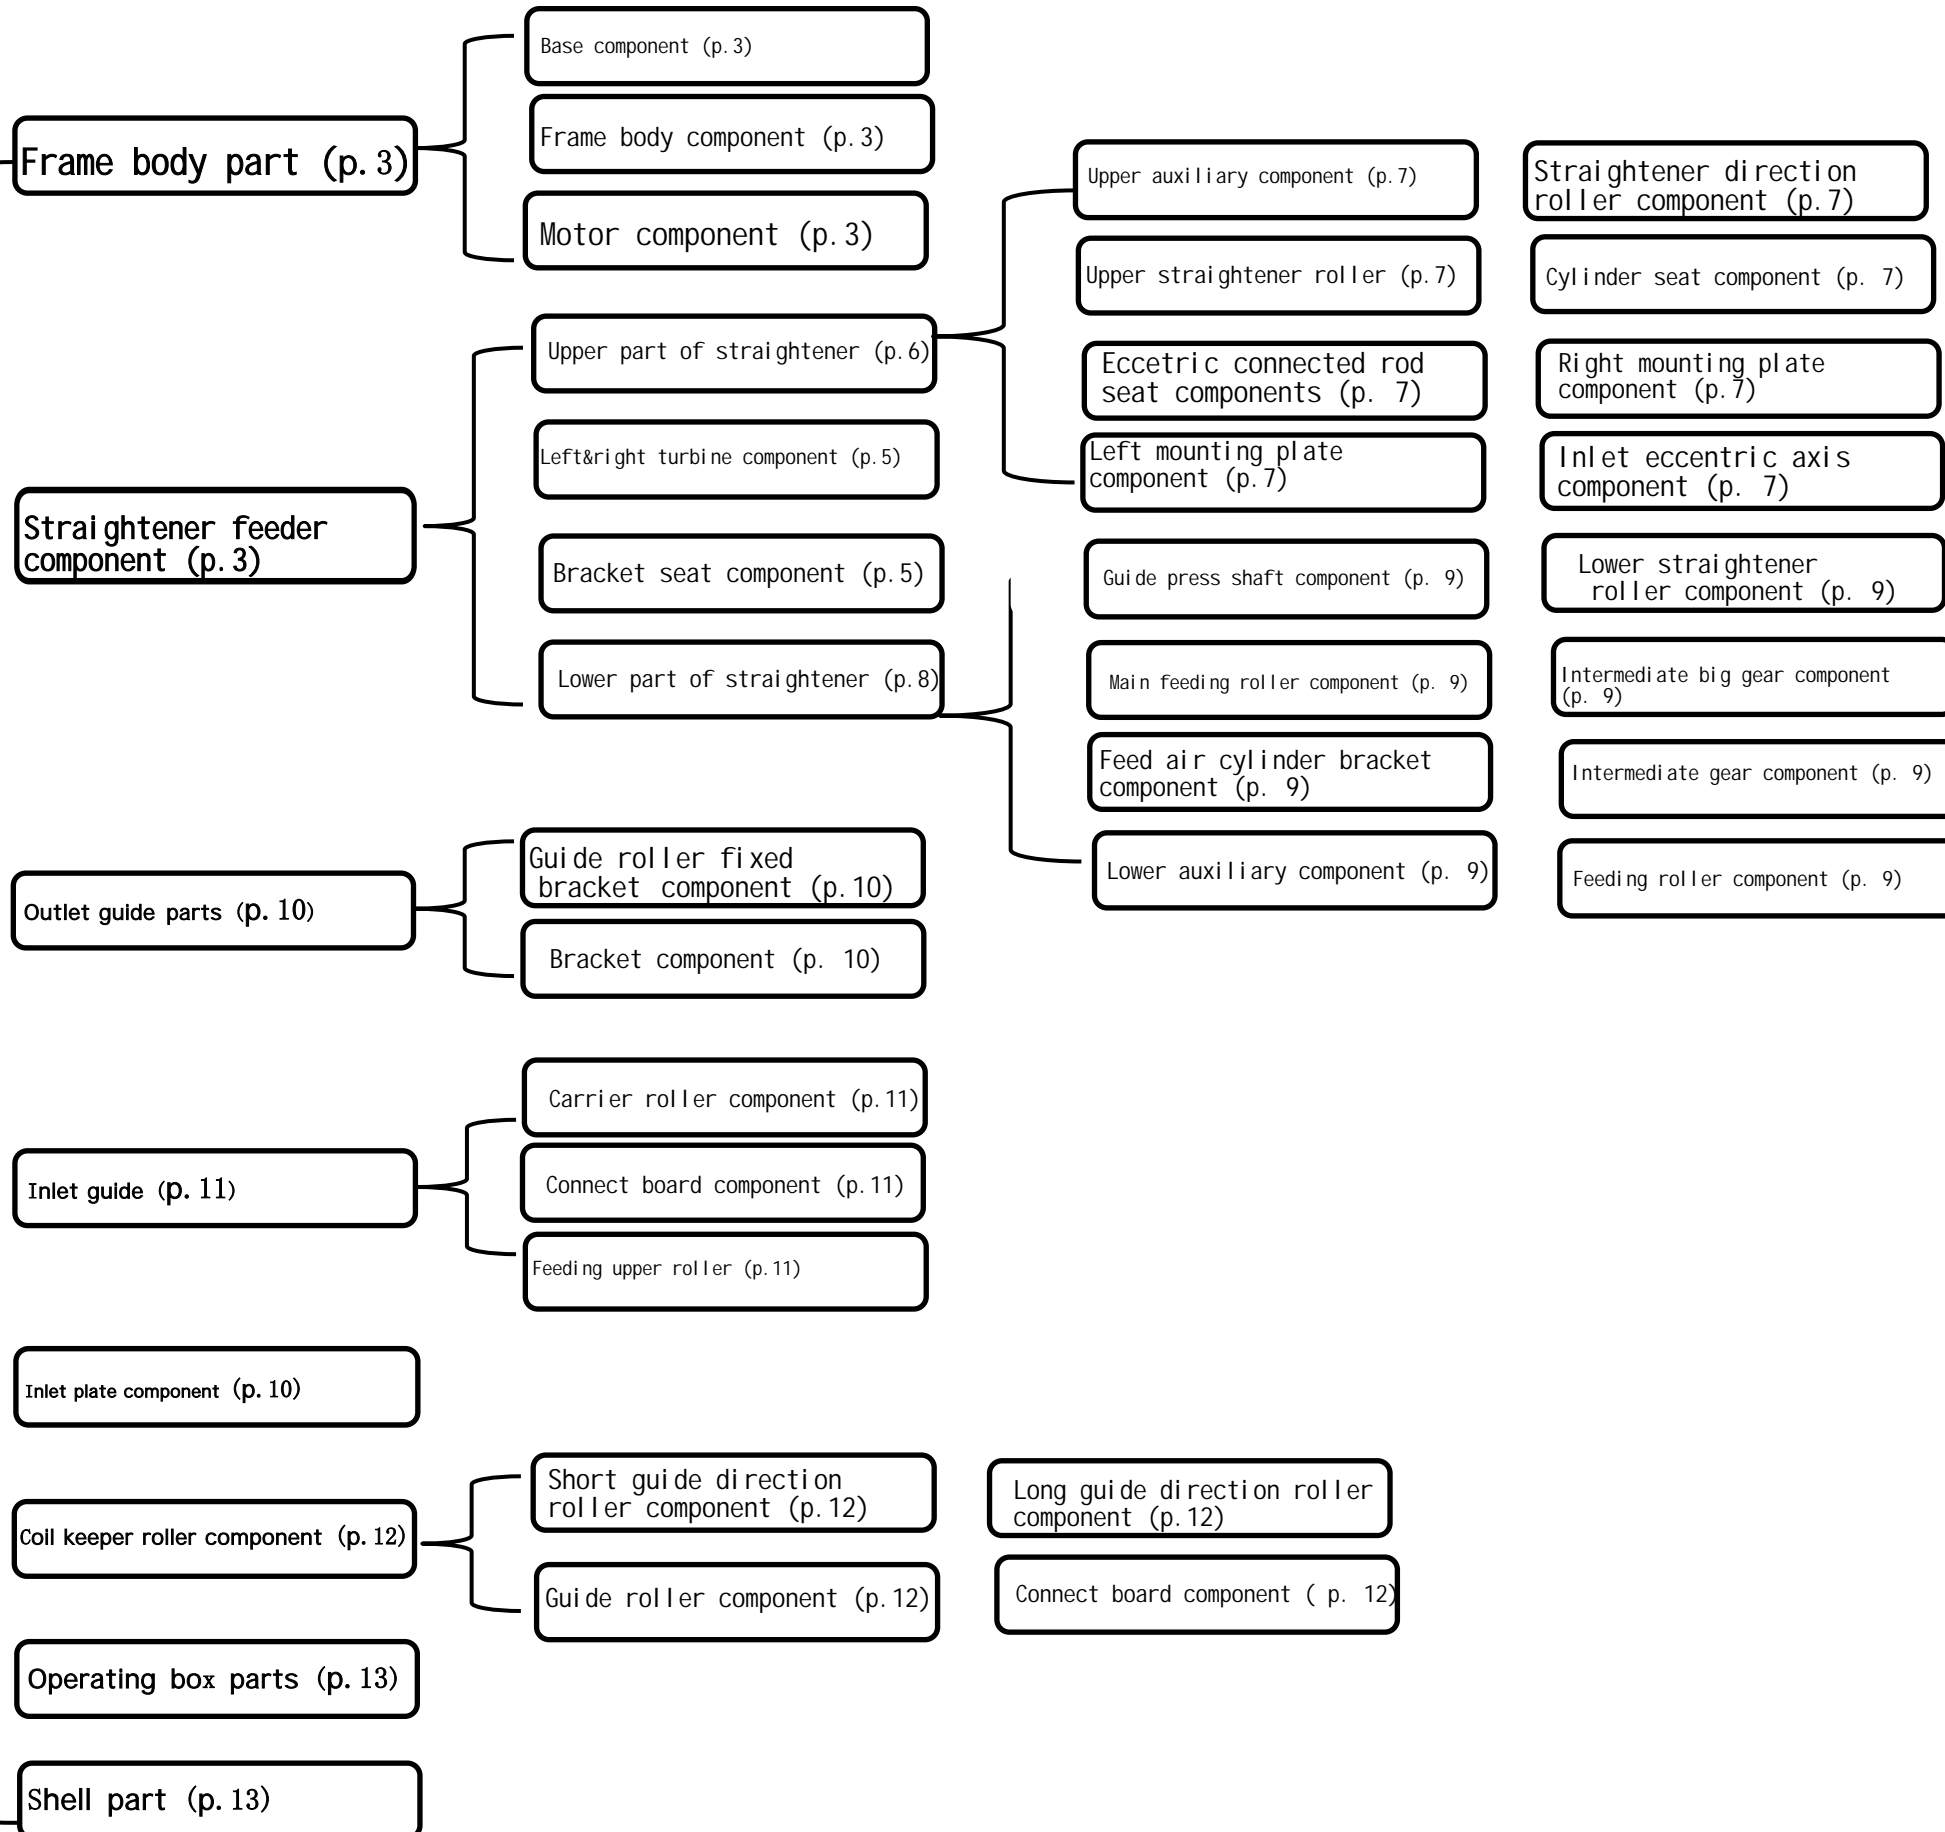 Frame body part (p.3)
Base component (p.3)
Frame body component (p.3)
Motor component (p.3)
Straightener feeder
component (p.3)
Upper part of straightener (p.6)
Left&right turbine component (p.5)
Bracket seat component (p.5)
Lower part of straightener (p.8)
Upper auxiliary component (p.7)
Straightener direction
roller component (p.7)
Upper straightener roller (p.7)
Cylinder seat component (p. 7)
Eccetric connected rod
seat components (p. 7)
Right mounting plate
component (p.7)
Left mounting plate
component (p.7)
Inlet eccentric axis
component (p. 7)
Guide press shaft component (p. 9)
Lower straightener
roller component (p. 9)
Main feeding roller component (p. 9)
Intermediate big gear component
(p. 9)
Feed air cylinder bracket
component (p. 9)
Intermediate gear component (p. 9)
Lower auxiliary component (p. 9)
Feeding roller component (p. 9)
Outlet guide parts (p.10)
Guide roller fixed
bracket component (p.10)
Bracket component (p. 10)
Inlet guide (p.11)
Carrier roller component (p.11)
Connect board component (p.11)
Feeding upper roller (p.11)
Inlet plate component (p.10)
Coil keeper roller component (p.12)
Short guide direction
roller component (p.12)
Long guide direction roller
component (p.12)
Guide roller component (p.12)
Connect board component ( p. 12)
Operating box parts (p.13)
Shell part (p.13)